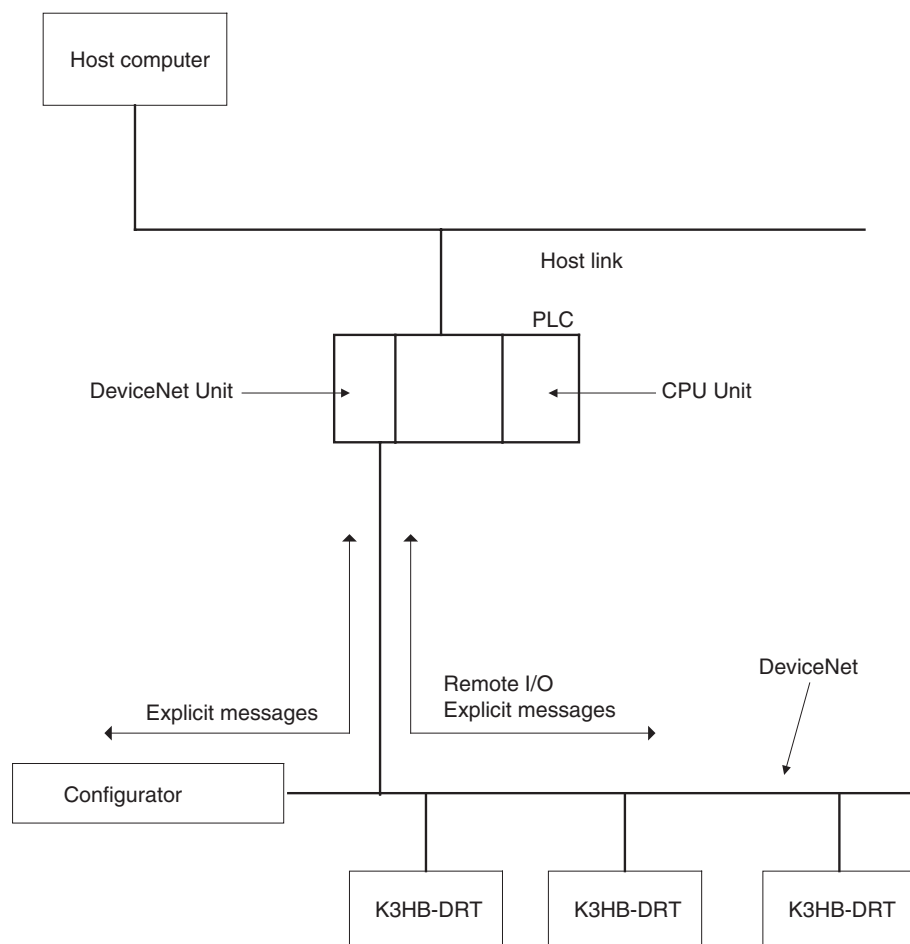 Host computer
Host link
PLC
DeviceNet Unit
CPU Unit
DeviceNet
Remote I/O
Explicit messages
Explicit messages
Configurator
K3HB-DRT
K3HB-DRT
K3HB-DRT